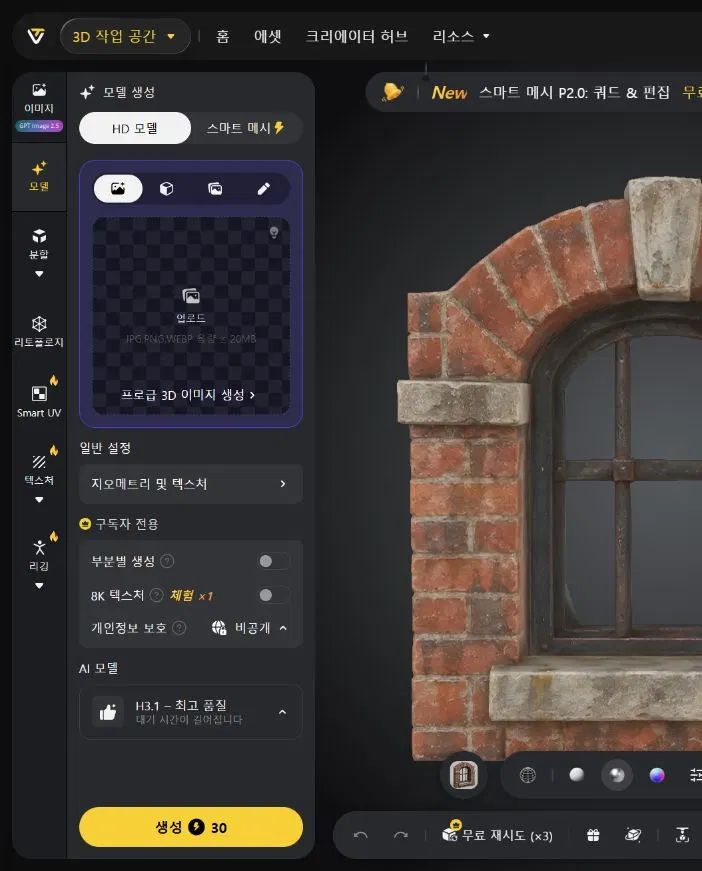 3D 작업 공간
홈
에셋
크리에이터 허브
리소스
이미지
GPT Image 2.5
모델
분할
리토폴로지
Smart UV
텍스처
리깅
모델 생성
HD 모델
스마트 메시
업로드
JPG,PNG,WEBP 용량 ≤ 20MB
프로급 3D 이미지 생성
일반 설정
지오메트리 및 텍스처
구독자 전용
부분별 생성
8K 텍스처 체험 ×1
개인정보 보호 비공개
AI 모델
H3.1 – 최고 품질
대기 시간이 길어집니다
생성 30
New 스마트 메시 P2.0: 쿼드 & 편집 무료
무료 재시도 (×3)